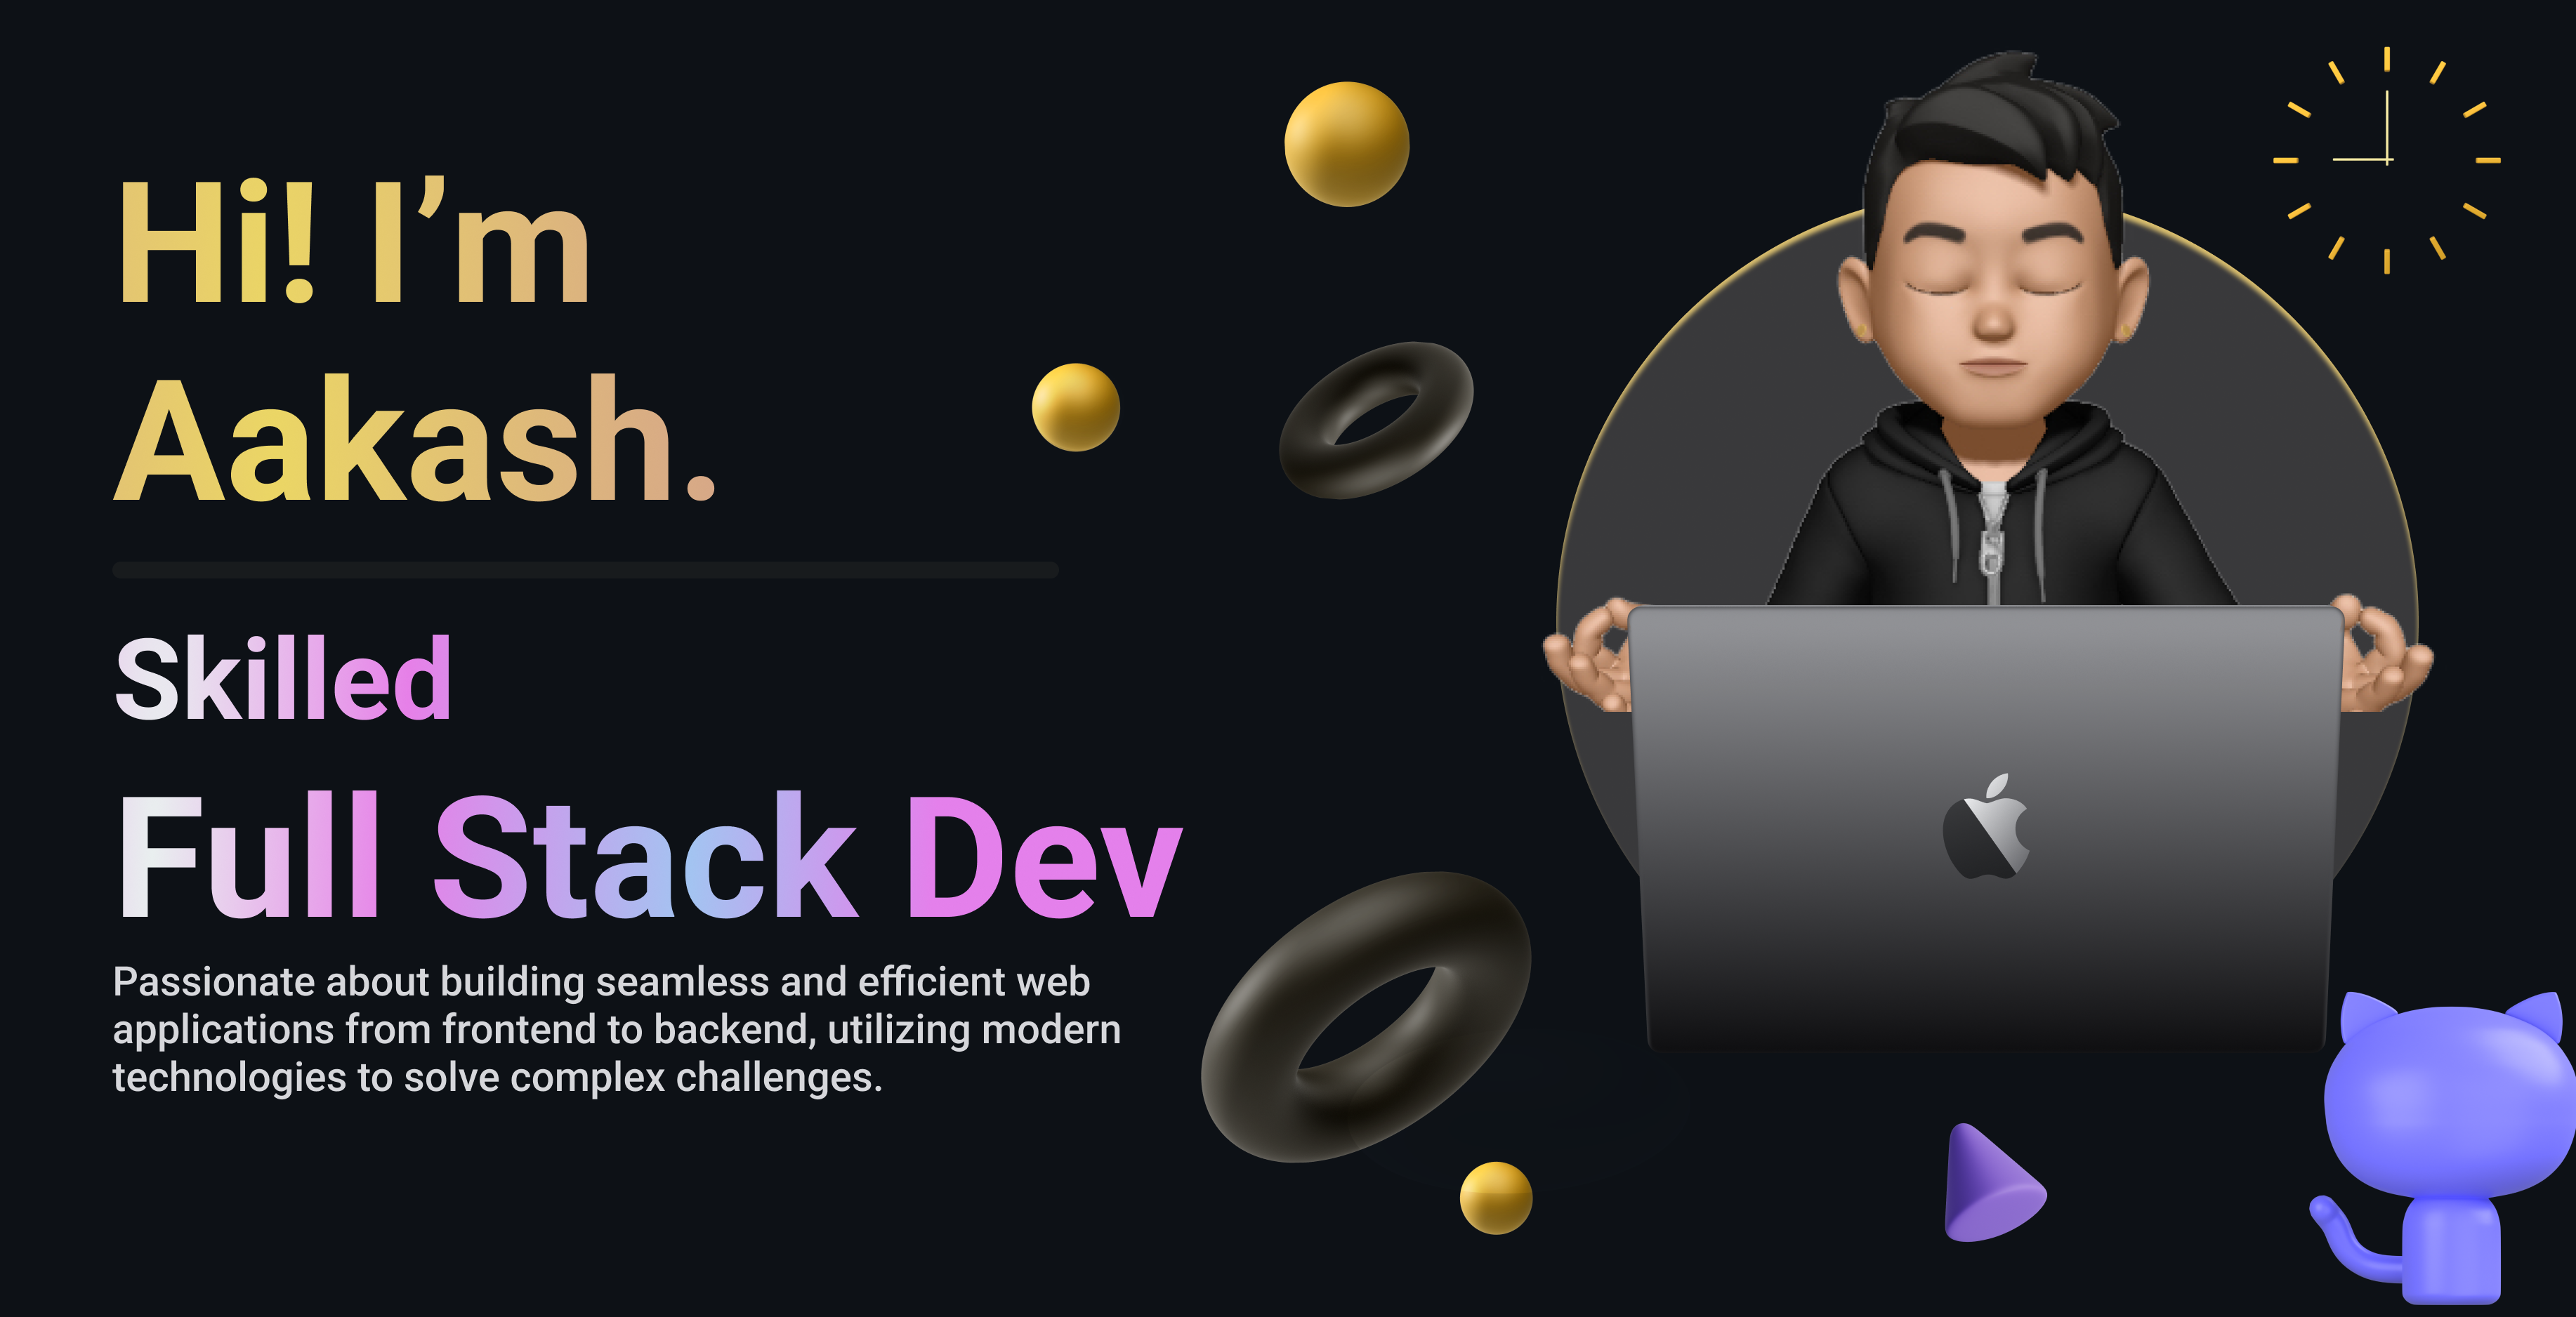 Hi! I’m
Aakash.
Skilled
Full Stack Dev
Passionate about building seamless and efficient web
applications from frontend to backend, utilizing modern
technologies to solve complex challenges.